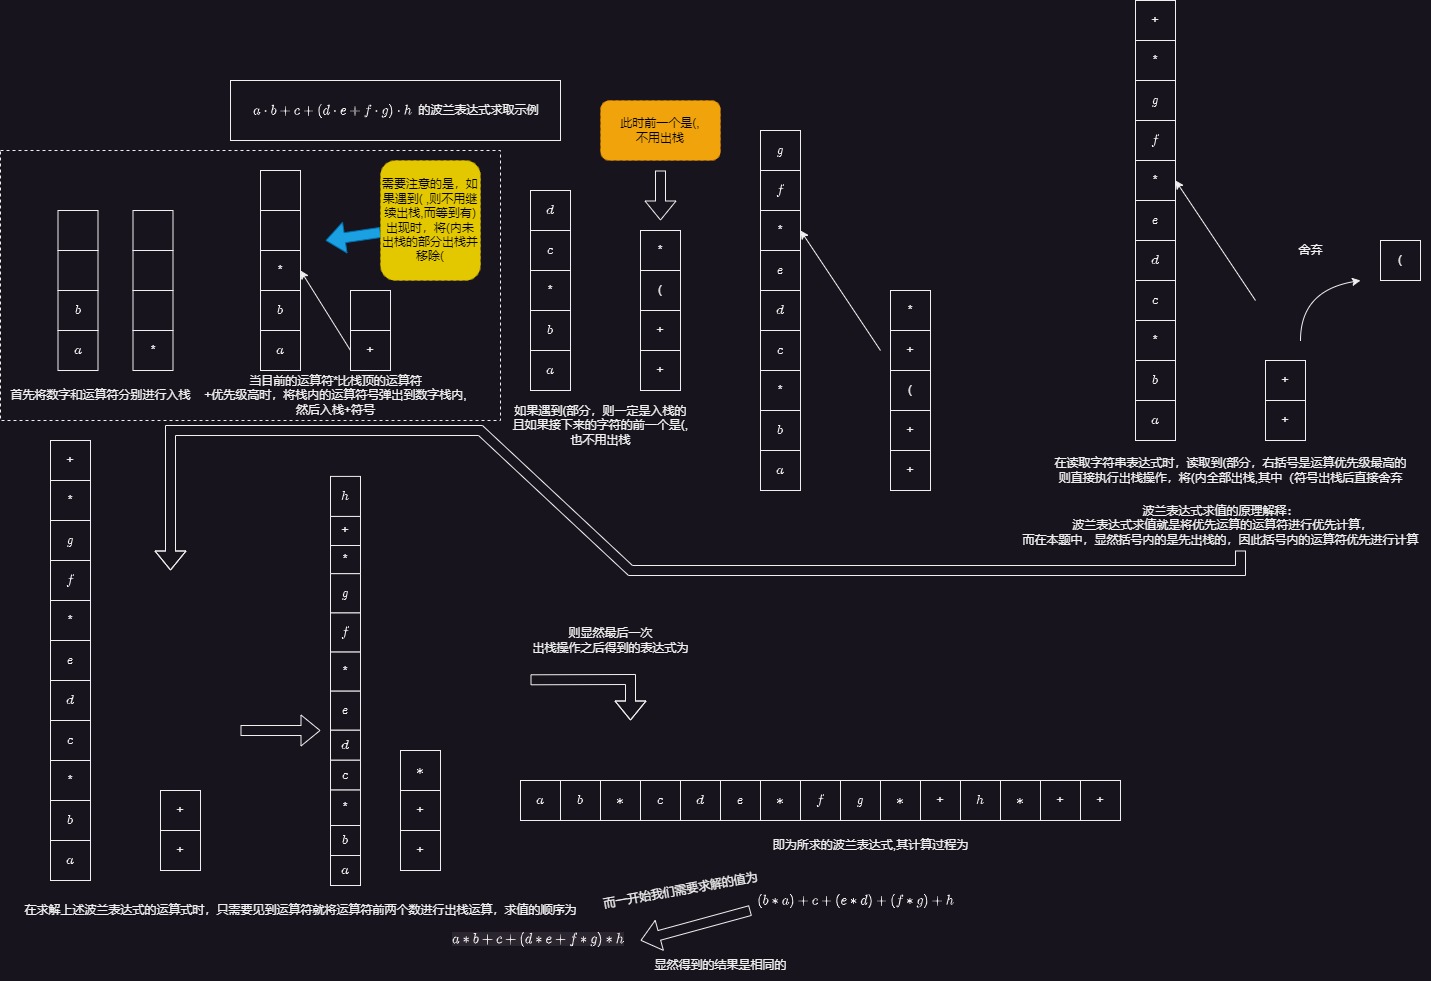 a · b + c + (d · e + f · g) · h 的波兰表达式求取示例
b
a
*
首先将数字和运算符分别进行入栈
*
b
a
+
需要注意的是，如
果遇到( ,则不用继
续出栈,而等到有)
出现时，将(内未
出栈的部分出栈并
移除(
当目前的运算符*比栈顶的运算符
+优先级高时，将栈内的运算符号弹出到数字栈内,
然后入栈+符号
此时前一个是(,
不用出栈
d
c
*
b
a
*
(
+
+
如果遇到(部分，则一定是入栈的
且如果接下来的字符的前一个是(,
也不用出栈
g
f
*
e
d
c
*
b
a
*
+
(
+
+
+
*
g
f
*
e
d
c
*
b
a
+
+
舍弃
(
在读取字符串表达式时，读取到(部分，右括号是运算优先级最高的
则直接执行出栈操作，将(内全部出栈,其中（符号出栈后直接舍弃
波兰表达式求值的原理解释：
波兰表达式求值就是将优先运算的运算符进行优先计算，
而在本题中，显然括号内的是先出栈的，因此括号内的运算符优先进行计算
+
*
g
f
*
e
d
c
*
b
a
+
+
h
+
*
g
f
*
e
d
c
*
b
a
*
+
+
则显然最后一次
出栈操作之后得到的表达式为
a b * c d e * f g * + h * + +
即为所求的波兰表达式,其计算过程为
在求解上述波兰表达式的运算式时，只需要见到运算符就将运算符前两个数进行出栈运算，求值的顺序为
(b * a) + c + (e * d) + (f * g) + h
而一开始我们需要求解的值为
a * b + c + (d * e + f * g) * h
显然得到的结果是相同的